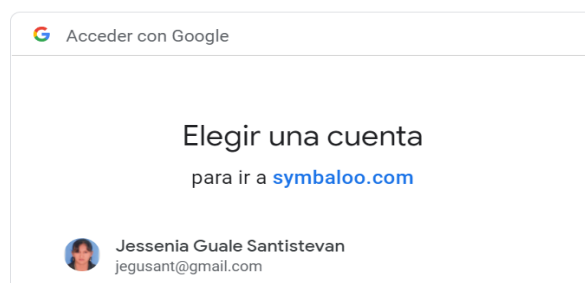 Acceder con Google
Elegir una cuenta
para ir a symbaloo.com
Jessenia Guale Santistevan
jegusant@gmail.com